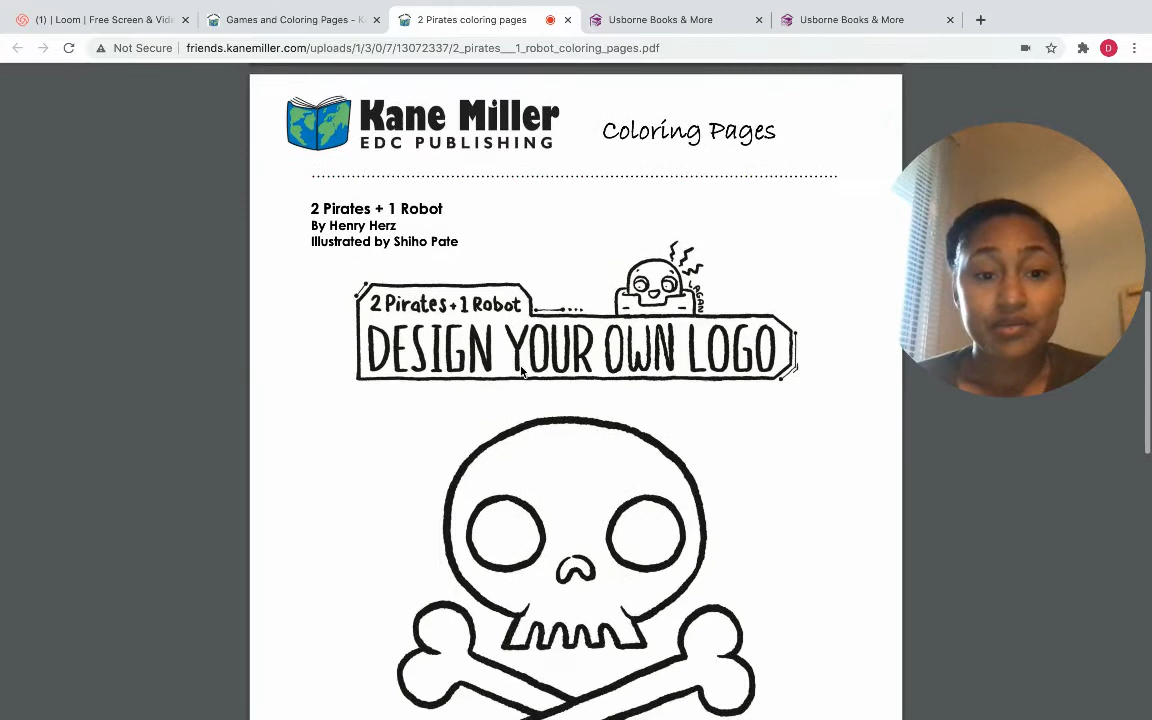 (1) | Loom | Free Screen & Vid
Games and Coloring Pages - K
2 Pirates coloring pages
Usborne Books & More
Usborne Books & More
Not Secure
friends.kanemiller.com/uploads/1/3/0/7/13072337/2_pirates___1_robot_coloring_pages.pdf
D
Kane Miller
EDC PUBLISHING
Coloring Pages
2 Pirates + 1 Robot
By Henry Herz
Illustrated by Shiho Pate
2 Pirates + 1 Robot
DESIGN YOUR OWN LOGO